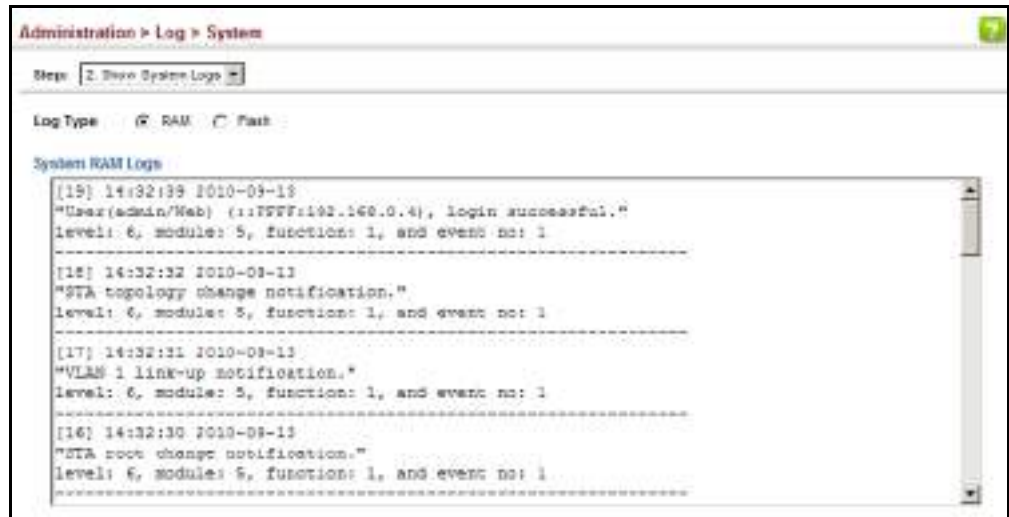 Administration > Log > System
?
Step: 2. Show System Logs
Log Type RAM Flash
System RAM Logs
[19] 14:32:39 2010-09-13
"User(admin/Web) (::FFFF:192.168.0.4), login successful."
level: 6, module: 5, function: 1, and event no: 1
----------------------------------------------------------------
[18] 14:32:32 2010-09-13
"STA topology change notification."
level: 6, module: 5, function: 1, and event no: 1
----------------------------------------------------------------
[17] 14:32:31 2010-09-13
"VLAN 1 link-up notification."
level: 6, module: 5, function: 1, and event no: 1
----------------------------------------------------------------
[16] 14:32:30 2010-09-13
"STA root change notification."
level: 6, module: 5, function: 1, and event no: 1
----------------------------------------------------------------